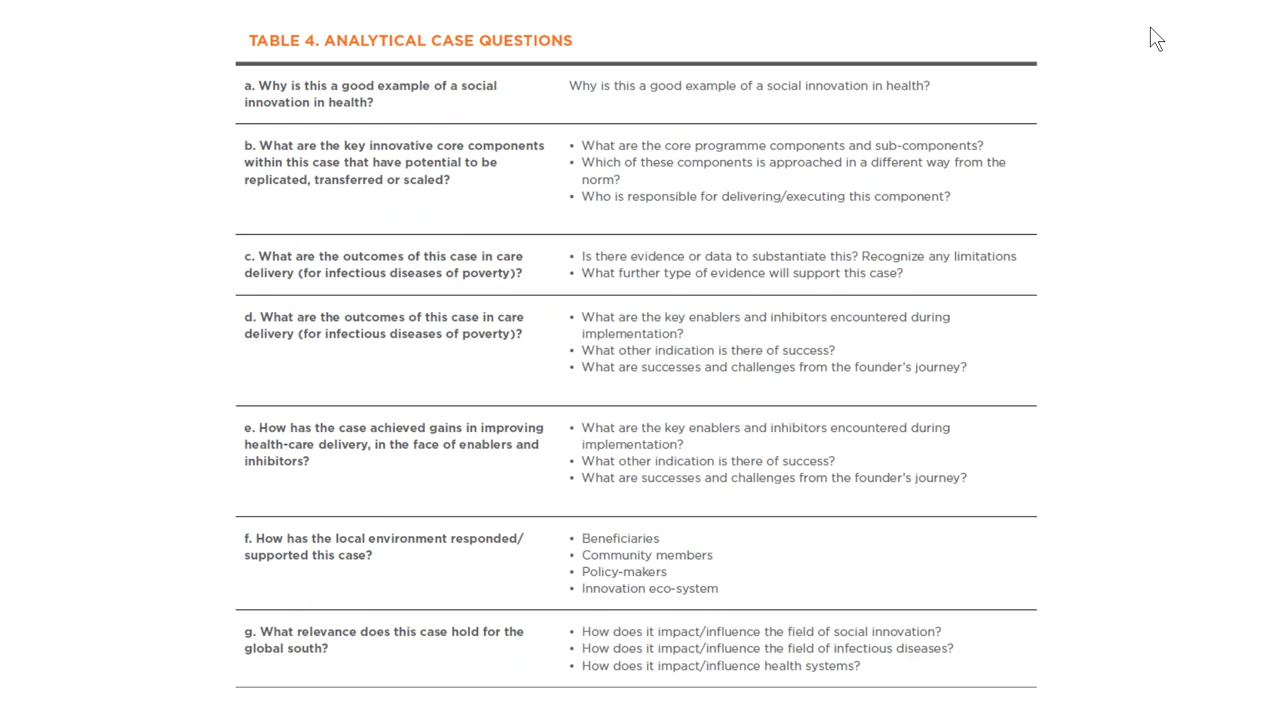 TABLE 4. ANALYTICAL CASE QUESTIONS
a. Why is this a good example of a social
innovation in health?
Why is this a good example of a social innovation in health?
b. What are the key innovative core components
within this case that have potential to be
replicated, transferred or scaled?
• What are the core programme components and sub-components?
• Which of these components is approached in a different way from the
norm?
• Who is responsible for delivering/executing this component?
c. What are the outcomes of this case in care
delivery (for infectious diseases of poverty)?
• Is there evidence or data to substantiate this? Recognize any limitations
• What further type of evidence will support this case?
d. What are the outcomes of this case in care
delivery (for infectious diseases of poverty)?
• What are the key enablers and inhibitors encountered during
implementation?
• What other indication is there of success?
• What are successes and challenges from the founder's journey?
e. How has the case achieved gains in improving
health-care delivery, in the face of enablers and
inhibitors?
• What are the key enablers and inhibitors encountered during
implementation?
• What other indication is there of success?
• What are successes and challenges from the founder's journey?
f. How has the local environment responded/
supported this case?
• Beneficiaries
• Community members
• Policy-makers
• Innovation eco-system
g. What relevance does this case hold for the
global south?
• How does it impact/influence the field of social innovation?
• How does it impact/influence the field of infectious diseases?
• How does it impact/influence health systems?